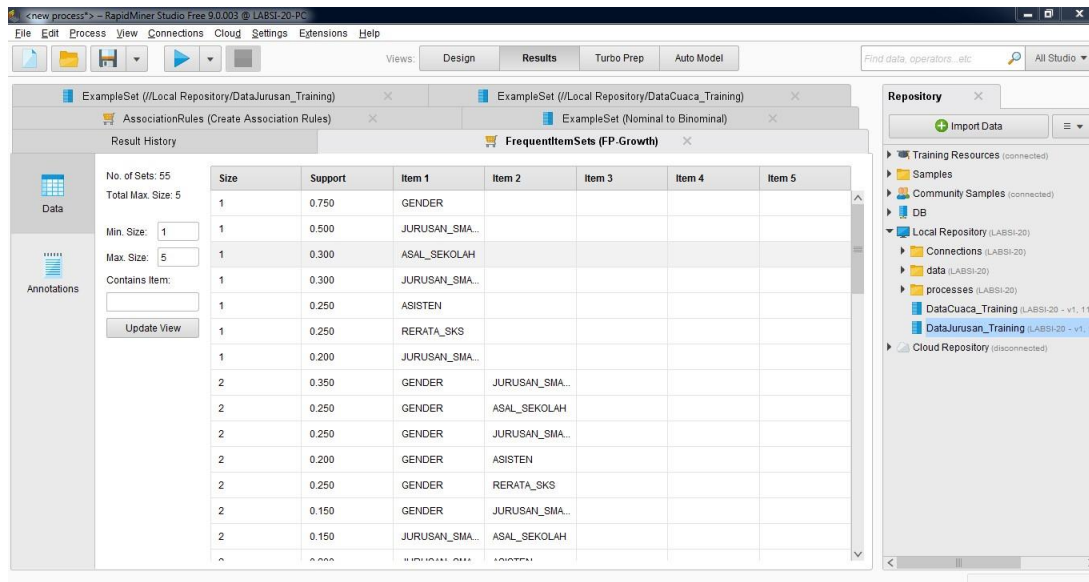 <new process*> – RapidMiner Studio Free 9.0.003 @ LABSI-20-PC
File Edit Process View Connections Cloud Settings Extensions Help
Views: Design Results Turbo Prep Auto Model Find data, operators...etc All Studio
ExampleSet (//Local Repository/DataJurusan_Training) ExampleSet (//Local Repository/DataCuaca_Training)
AssociationRules (Create Association Rules) ExampleSet (Nominal to Binominal)
Result History FrequentItemSets (FP-Growth)
Data
Annotations
No. of Sets: 55
Total Max. Size: 5
Min. Size: 1
Max. Size: 5
Contains Item:
Update View
Size Support Item 1 Item 2 Item 3 Item 4 Item 5
1 0.750 GENDER
1 0.500 JURUSAN_SMA...
1 0.300 ASAL_SEKOLAH
1 0.300 JURUSAN_SMA...
1 0.250 ASISTEN
1 0.250 RERATA_SKS
1 0.200 JURUSAN_SMA...
2 0.350 GENDER JURUSAN_SMA...
2 0.250 GENDER ASAL_SEKOLAH
2 0.250 GENDER JURUSAN_SMA...
2 0.200 GENDER ASISTEN
2 0.250 GENDER RERATA_SKS
2 0.150 GENDER JURUSAN_SMA...
2 0.150 JURUSAN_SMA... ASAL_SEKOLAH
Repository
Import Data
Training Resources (connected)
Samples
Community Samples (connected)
DB
Local Repository (LABSI-20)
Connections (LABSI-20)
data (LABSI-20)
processes (LABSI-20)
DataCuaca_Training (LABSI-20 - v1, 11
DataJurusan_Training (LABSI-20 - v1,
Cloud Repository (disconnected)